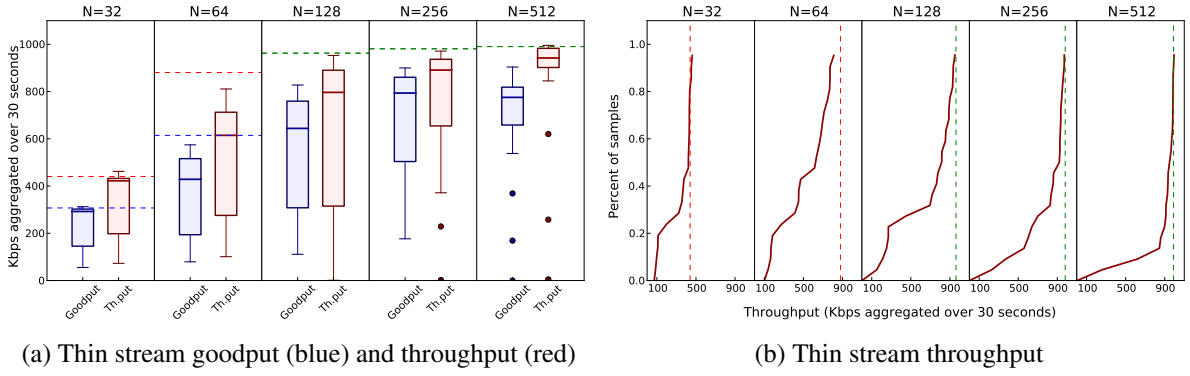 N=32 N=64 N=128 N=256 N=512
Kbps aggregated over 30 seconds
1000
800
600
400
200
0
Goodput Th.put Goodput Th.put Goodput Th.put Goodput Th.put Goodput Th.put
(a) Thin stream goodput (blue) and throughput (red)
N=32 N=64 N=128 N=256 N=512
Percent of samples
1.0
0.8
0.6
0.4
0.2
0.0
100 500 900 100 500 900 100 500 900 100 500 900 100 500 900
Throughput (Kbps aggregated over 30 seconds)
(b) Thin stream throughput